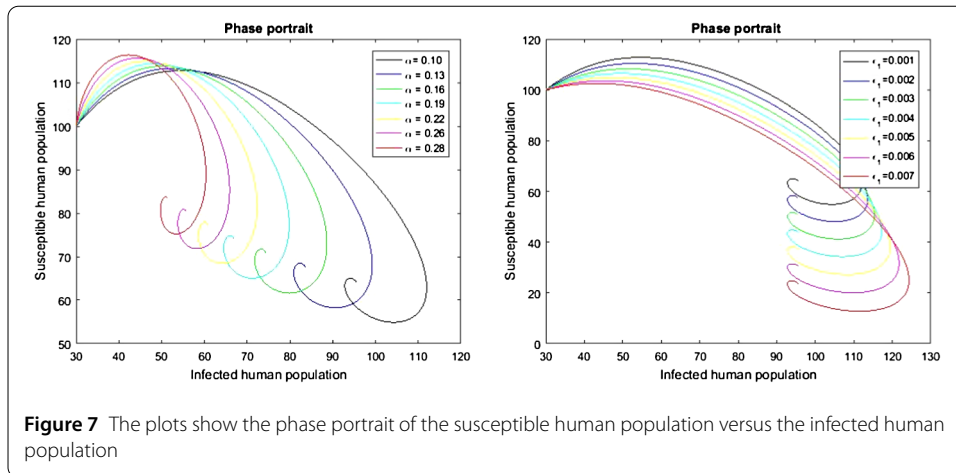 Phase portrait
Susceptible human population
120
110
100
90
80
70
60
50
30 40 50 60 70 80 90 100 110 120
Infected human population
α = 0.10
α = 0.13
α = 0.16
α = 0.19
α = 0.22
α = 0.26
α = 0.28
Phase portrait
Susceptible human population
120
100
80
60
40
20
0
30 40 50 60 70 80 90 100 110 120 130
Infected human population
ϵ₁=0.001
ϵ₁=0.002
ϵ₁=0.003
ϵ₁=0.004
ϵ₁=0.005
ϵ₁=0.006
ϵ₁=0.007
Figure 7 The plots show the phase portrait of the susceptible human population versus the infected human
population